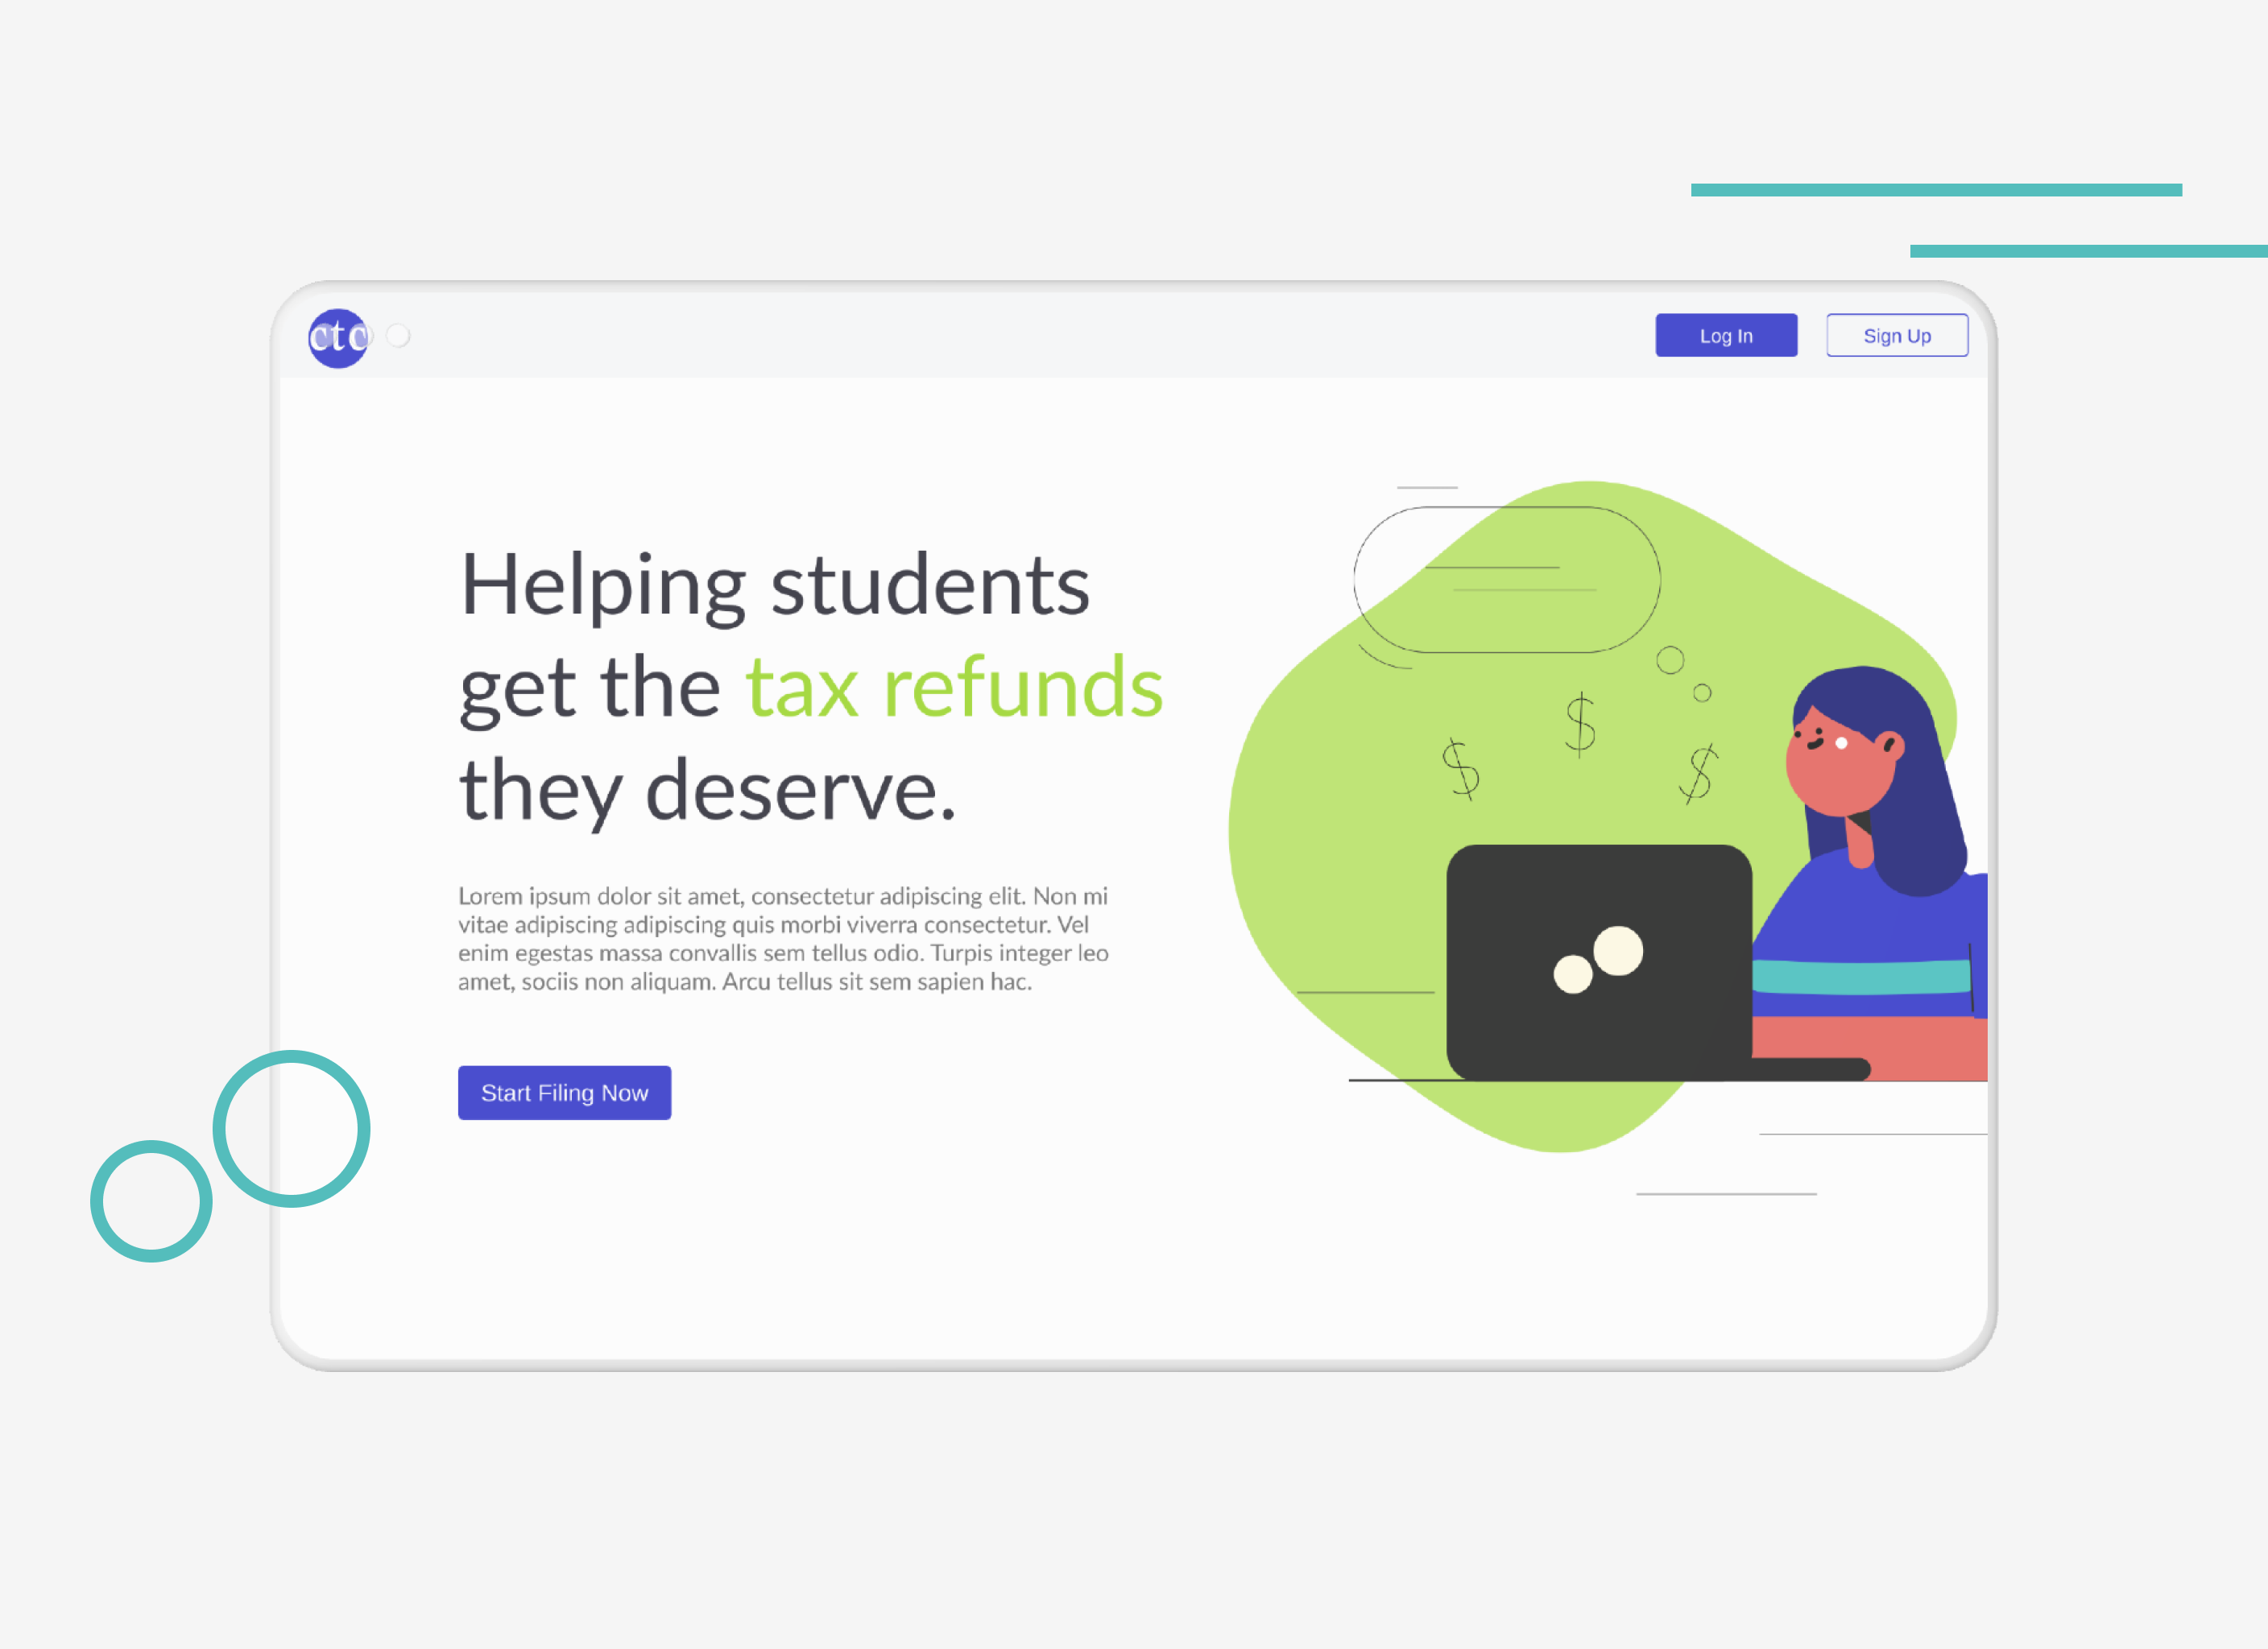 ctc
Log In
Sign Up
Helping students
get the tax refunds
they deserve.
Lorem ipsum dolor sit amet, consectetur adipiscing elit. Non mi
vitae adipiscing adipiscing quis morbi viverra consectetur. Vel
enim egestas massa convallis sem tellus odio. Turpis integer leo
amet, sociis non aliquam. Arcu tellus sit sem sapien hac.
$
$
$
Start Filing Now